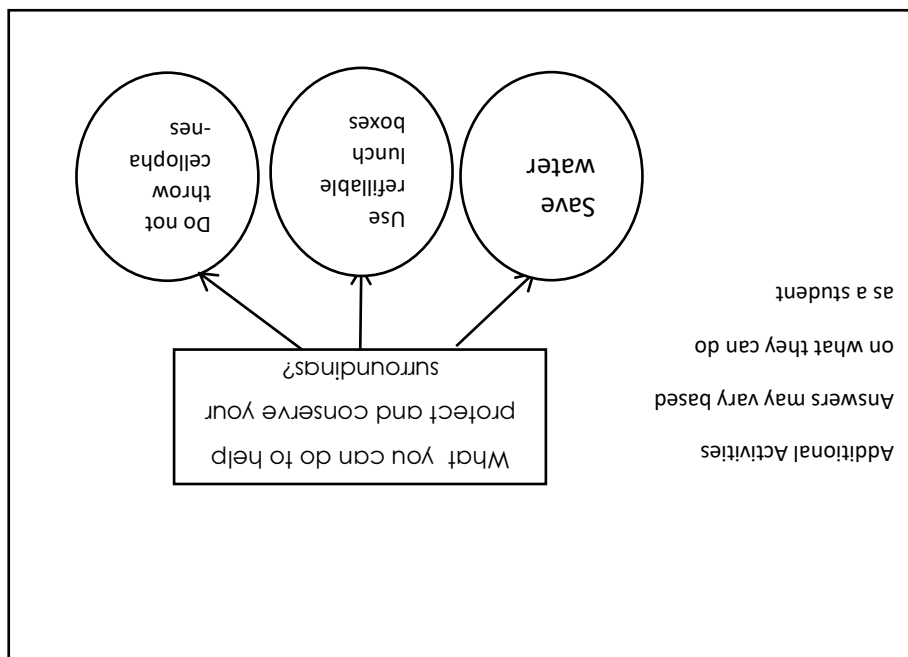 Additional Activities
Answers may vary based
on what they can do
as a student
What you can do to help
protect and conserve your
surroundings?
Save
water
Use
refillable
lunch
boxes
Do not
throw
cellopha
-nes